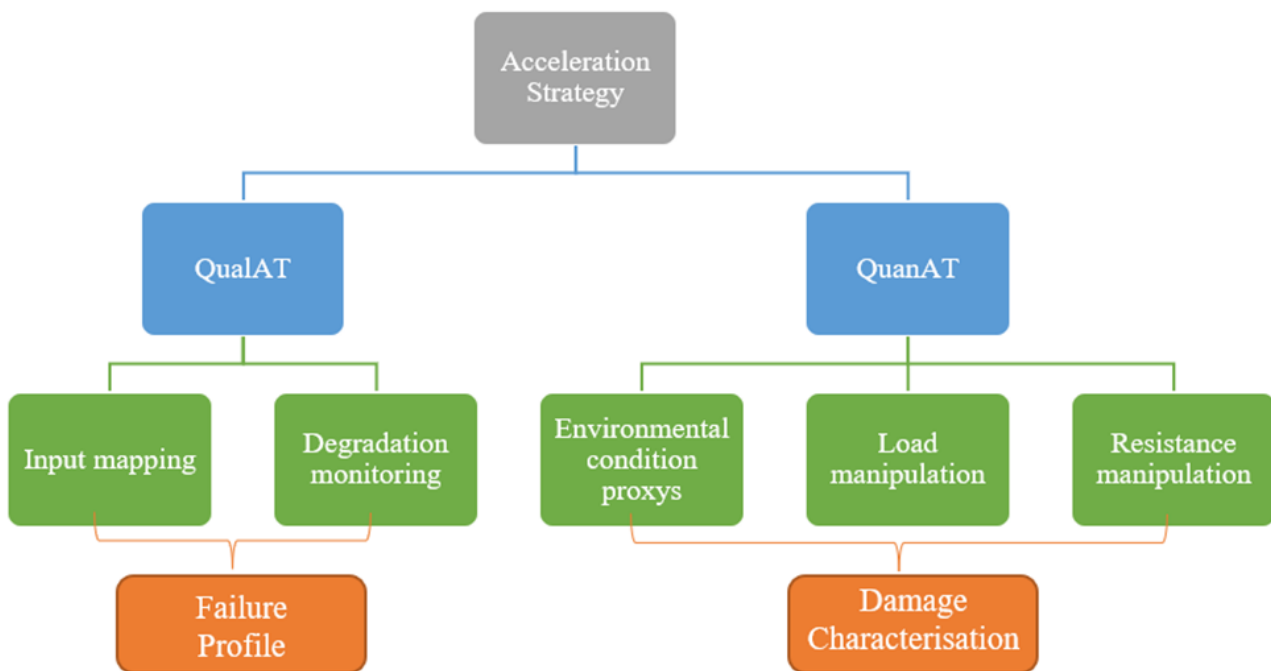 Acceleration
Strategy
QualAT
QuanAT
Input mapping
Degradation
monitoring
Environmental
condition
proxys
Load
manipulation
Resistance
manipulation
Failure
Profile
Damage
Characterisation